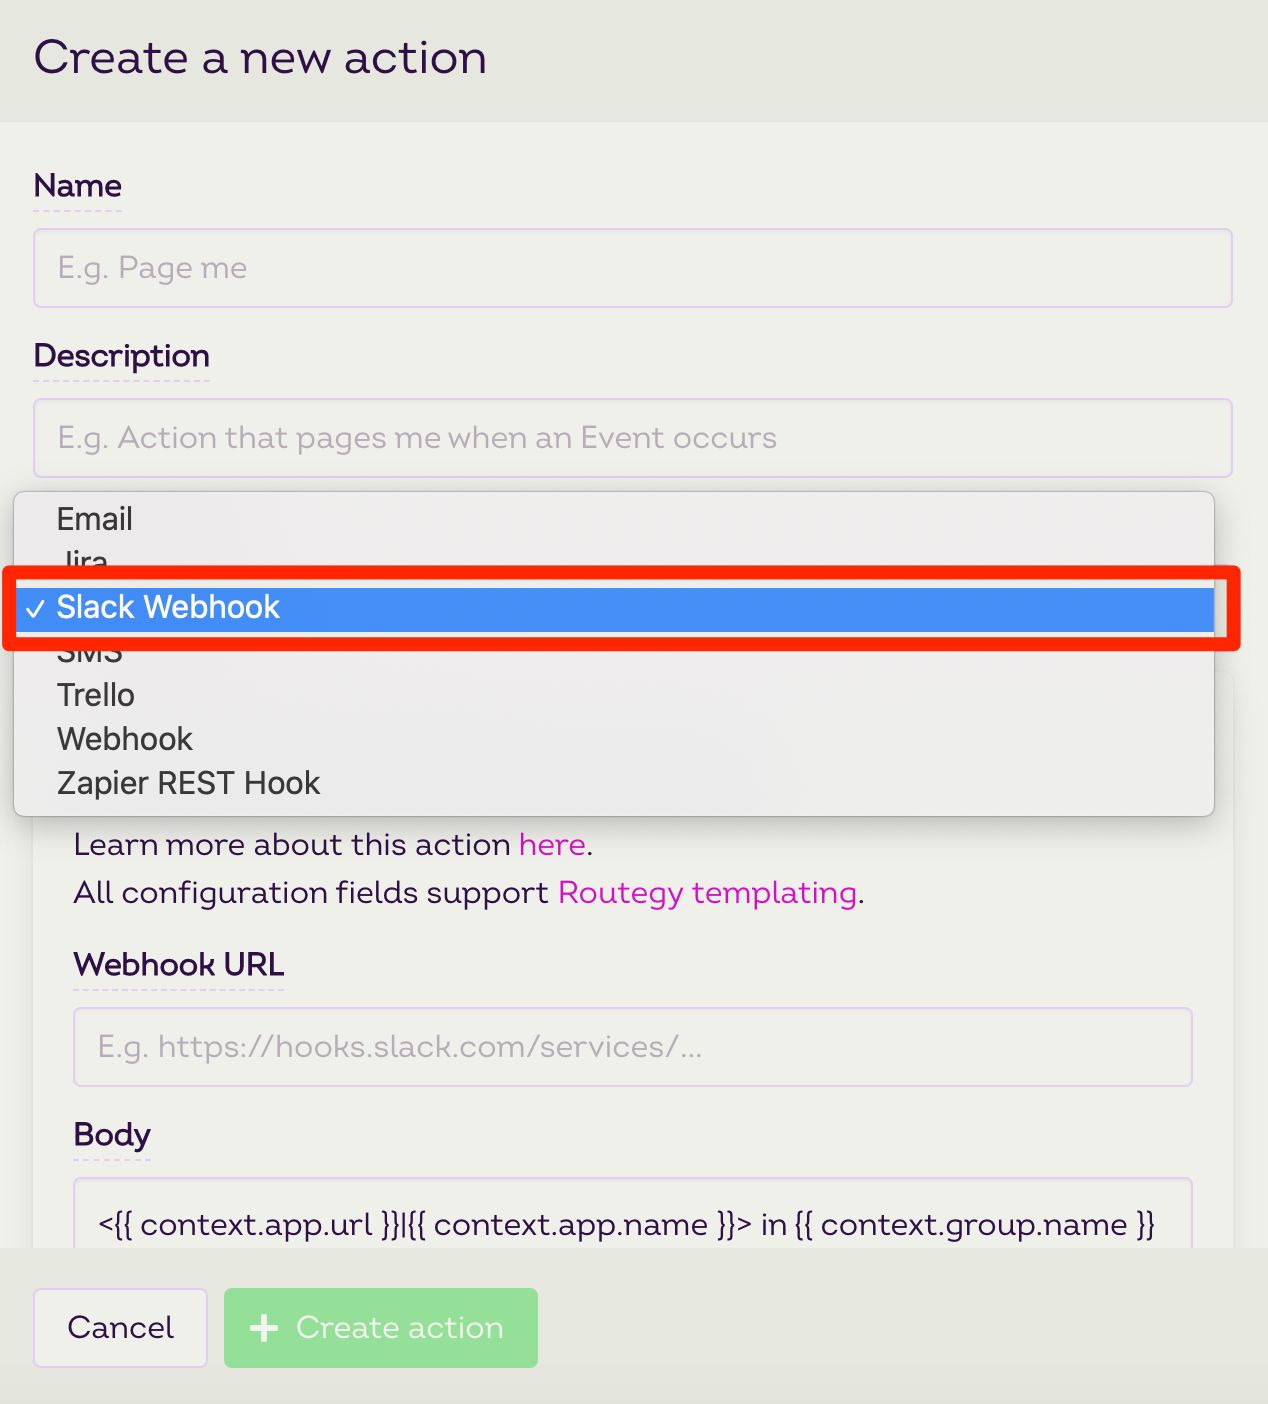 Create a new action
Name
E.g. Page me
Description
E.g. Action that pages me when an Event occurs
Email
Jira
✓ Slack Webhook
SMS
Trello
Webhook
Zapier REST Hook
Learn more about this action here.
All configuration fields support Routegy templating.
Webhook URL
E.g. https://hooks.slack.com/services/...
Body
<{{ context.app.url }}|{{ context.app.name }}> in {{ context.group.name }}
Cancel
+ Create action